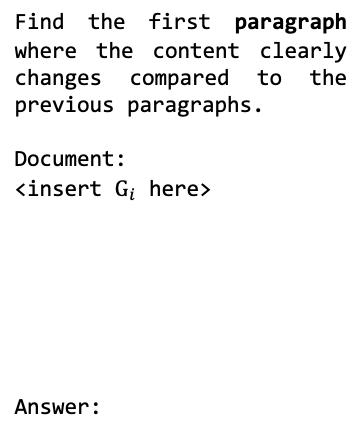 Find the first paragraph
where the content clearly
changes compared to the
previous paragraphs.
Document:
<insert Gᵢ here>
Answer: